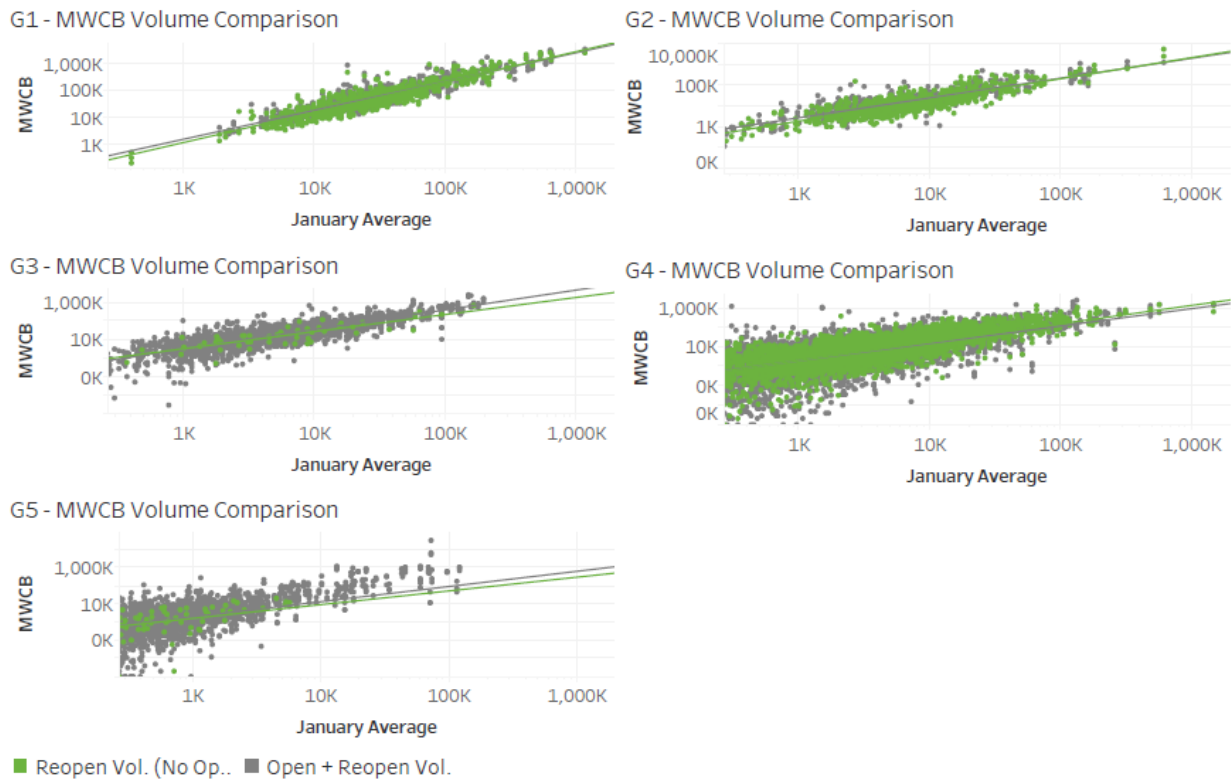 G1 - MWCB Volume Comparison
MWCB
1,000K
100K
10K
1K
1K 10K 100K 1,000K
January Average
G2 - MWCB Volume Comparison
MWCB
10,000K
100K
1K
0K
1K 10K 100K 1,000K
January Average
G3 - MWCB Volume Comparison
MWCB
1,000K
10K
0K
1K 10K 100K 1,000K
January Average
G4 - MWCB Volume Comparison
MWCB
1,000K
10K
0K
0K
1K 10K 100K 1,000K
January Average
G5 - MWCB Volume Comparison
MWCB
1,000K
10K
0K
1K 10K 100K 1,000K
January Average
Reopen Vol. (No Op.. Open + Reopen Vol.